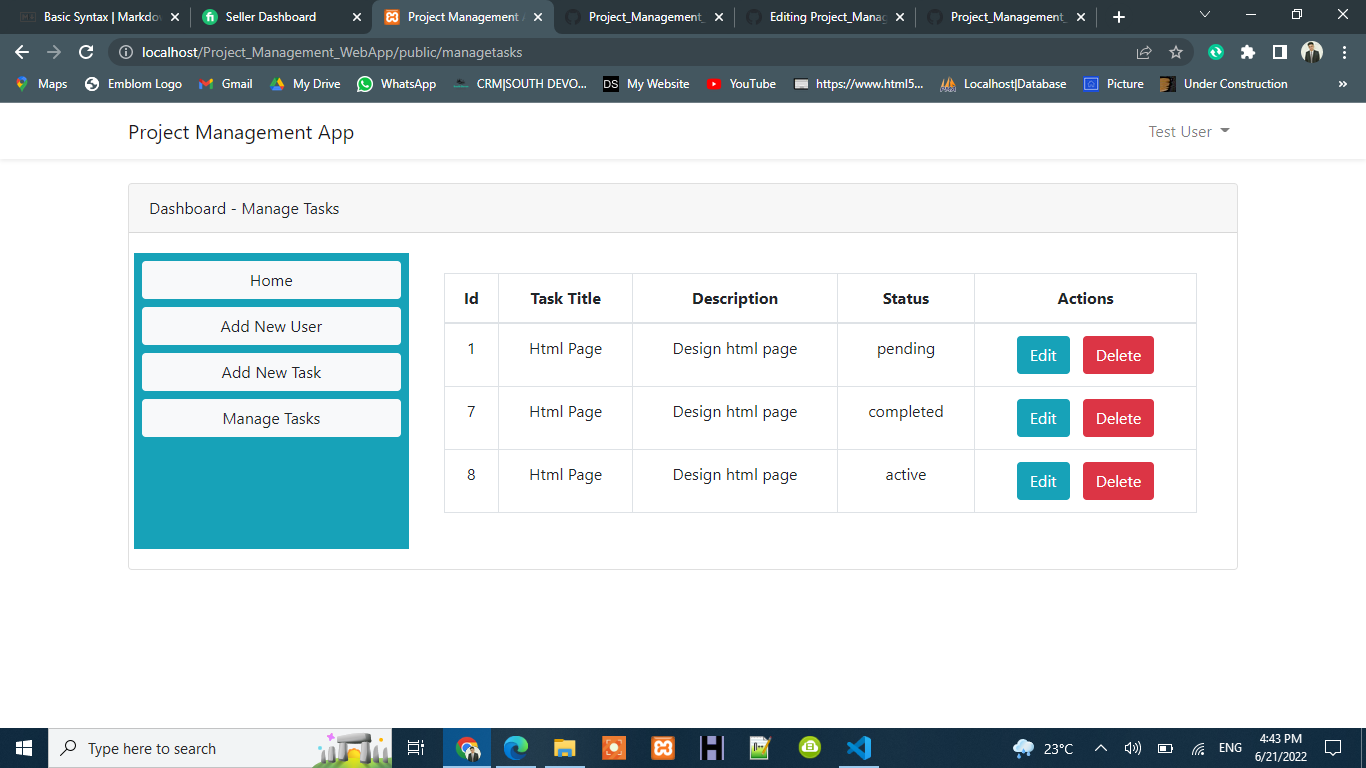 Basic Syntax | Markdo
Seller Dashboard
Project Management
Project_Management_
Editing Project_Manag
Project_Management_
localhost/Project_Management_WebApp/public/managetasks
Maps
Emblom Logo
Gmail
My Drive
WhatsApp
CRM|SOUTH DEVO...
DS
My Website
YouTube
https://www.html5...
Localhost|Database
Picture
Under Construction
»
Project Management App
Test User
Dashboard - Manage Tasks
Home
Add New User
Add New Task
Manage Tasks
Id Task Title Description Status Actions
1 Html Page Design html page pending Edit Delete
7 Html Page Design html page completed Edit Delete
8 Html Page Design html page active Edit Delete
Type here to search
23°C
ENG
4:43 PM
6/21/2022